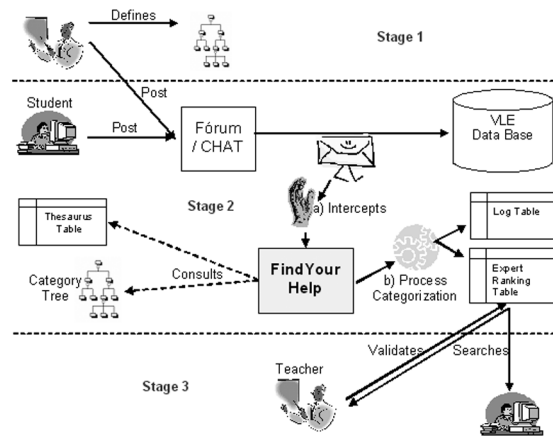 Defines
Stage 1
Post
Student
Post
Fórum
/ CHAT
VLE
Data Base
Stage 2
a) Intercepts
Thesaurus
Table
Log Table
Category
Tree
Consults
FindYour
Help
b) Process
Categorization
Expert
Ranking
Table
Validates
Searches
Teacher
Stage 3